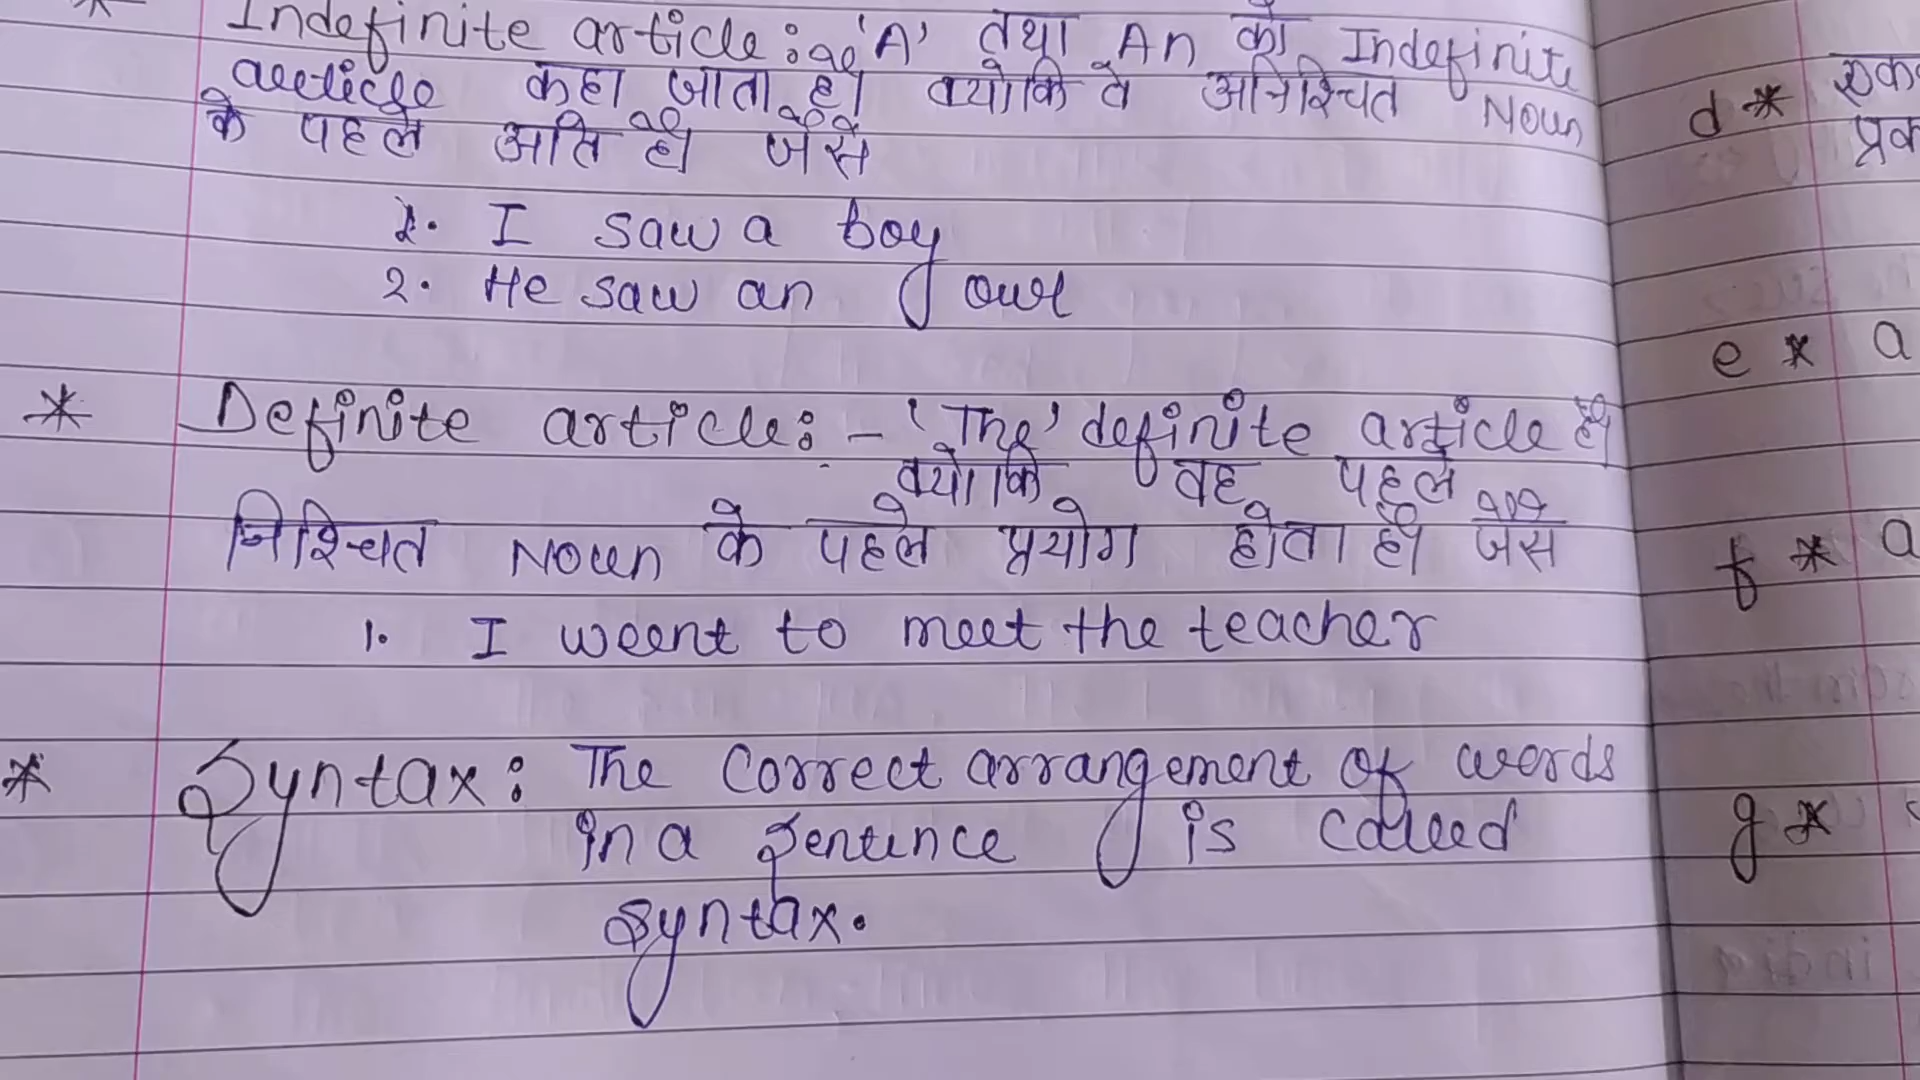 Indefinite article:- 'A' तथा An को Indefinite
article कहा जाता है। क्योकि वे अनिश्चित Noun
के पहले आते है। जैसे
1. I saw a boy
2. He saw an owl
* Definite article:- 'The' definite article है।
क्योकि वह पहले
निश्चित Noun के पहले प्रयोग होता है। जैसे
1. I weent to meet the teacher
* Syntax: The Correct arrangement of words
in a sentence is called
Syntax.
d *
प्रक
e * a
f * a
g *